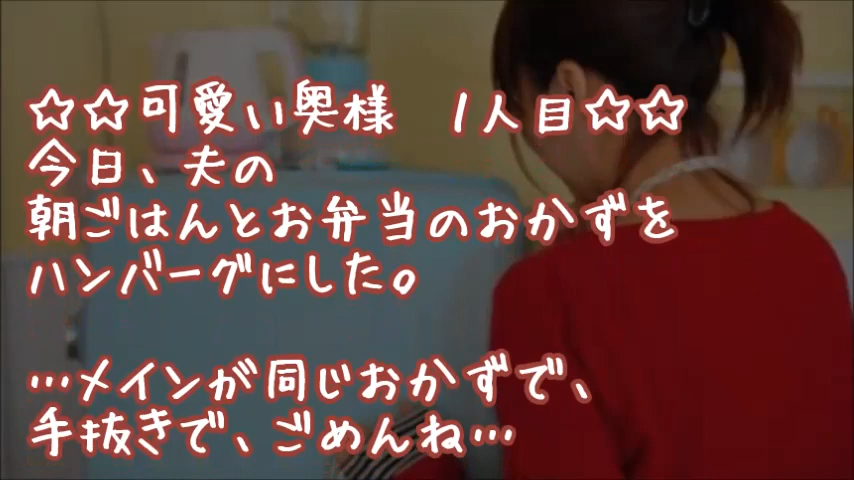 ☆☆可愛い奥様　1人目☆☆
今日、夫の
朝ごはんとお弁当のおかずを
ハンバーグにした。
…メインが同じおかずで、
手抜きで、ごめんね…